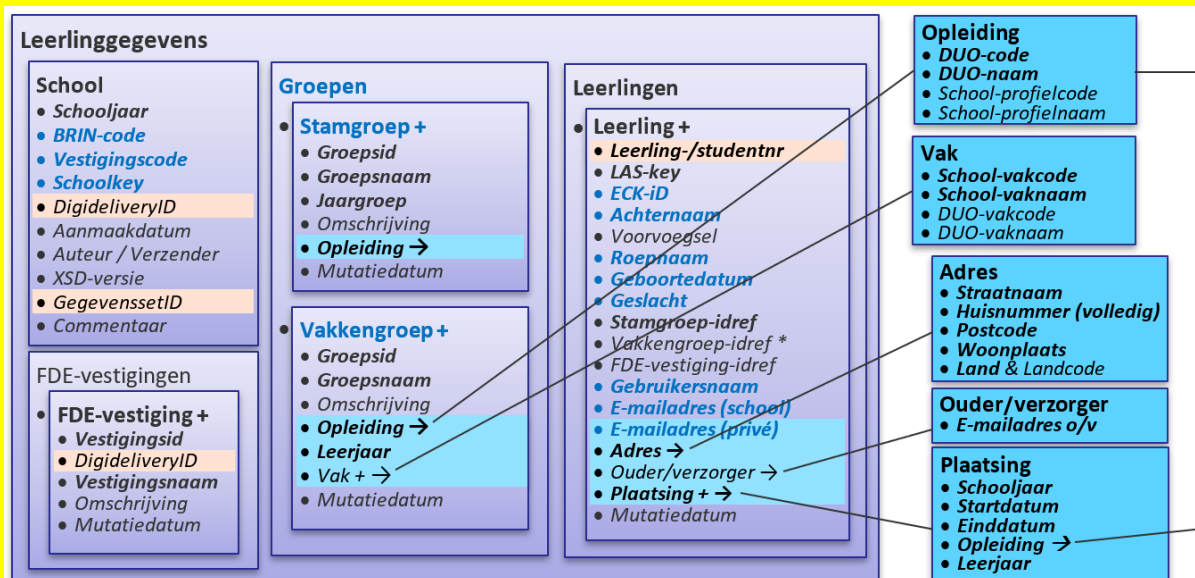 Leerlinggegevens
School
• Schooljaar
• BRIN-code
• Vestigingscode
• Schoolkey
• DigideliveryID
• Aanmaakdatum
• Auteur / Verzender
• XSD-versie
• GegevenssetID
• Commentaar
FDE-vestigingen
• FDE-vestiging +
• Vestigingsid
• DigideliveryID
• Vestigingsnaam
• Omschrijving
• Mutatiedatum
Groepen
• Stamgroep +
• Groepsid
• Groepsnaam
• Jaargroep
• Omschrijving
• Opleiding →
• Mutatiedatum
• Vakkengroep +
• Groepsid
• Groepsnaam
• Omschrijving
• Opleiding →
• Leerjaar
• Vak + →
• Mutatiedatum
Leerlingen
• Leerling +
• Leerling-/studentnr
• LAS-key
• ECK-iD
• Achternaam
• Voorvoegsel
• Roepnaam
• Geboortedatum
• Geslacht
• Stamgroep-idref
• Vakkengroep-idref *
• FDE-vestiging-idref
• Gebruikersnaam
• E-mailadres (school)
• E-mailadres (privé)
• Adres →
• Ouder/verzorger →
• Plaatsing + →
• Mutatiedatum
Opleiding
• DUO-code
• DUO-naam
• School-profielcode
• School-profielnaam
Vak
• School-vakcode
• School-vaknaam
• DUO-vakcode
• DUO-vaknaam
Adres
• Straatnaam
• Huisnummer (volledig)
• Postcode
• Woonplaats
• Land & Landcode
Ouder/verzorger
• E-mailadres o/v
Plaatsing
• Schooljaar
• Startdatum
• Einddatum
• Opleiding →
• Leerjaar